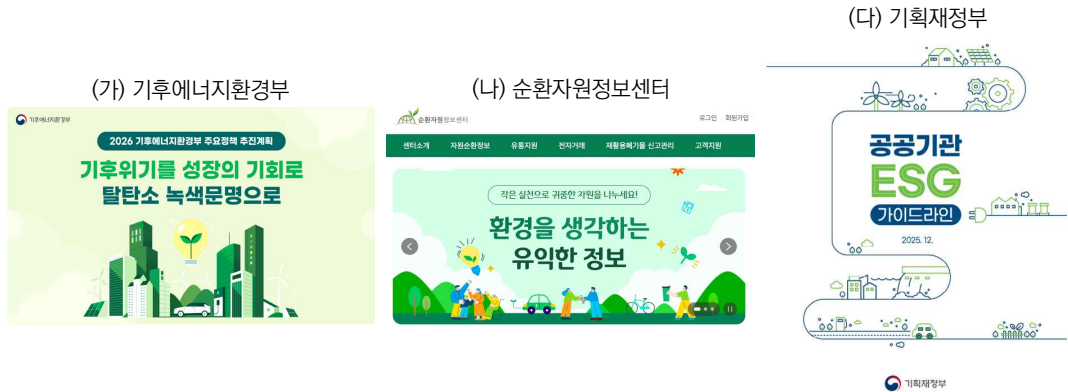 (가) 기후에너지환경부
기후에너지환경부
2026 기후에너지환경부 주요정책 추진계획
기후위기를 성장의 기회로
탈탄소 녹색문명으로
(나) 순환자원정보센터
순환자원정보센터
로그인 회원가입
센터소개 자원순환정보 유통지원 전자거래 재활용폐기물 신고관리 고객지원
작은 실천으로 귀중한 자원을 나누세요!
환경을 생각하는
유익한 정보
(다) 기획재정부
공공기관
ESG
가이드라인
2025. 12.
기획재정부